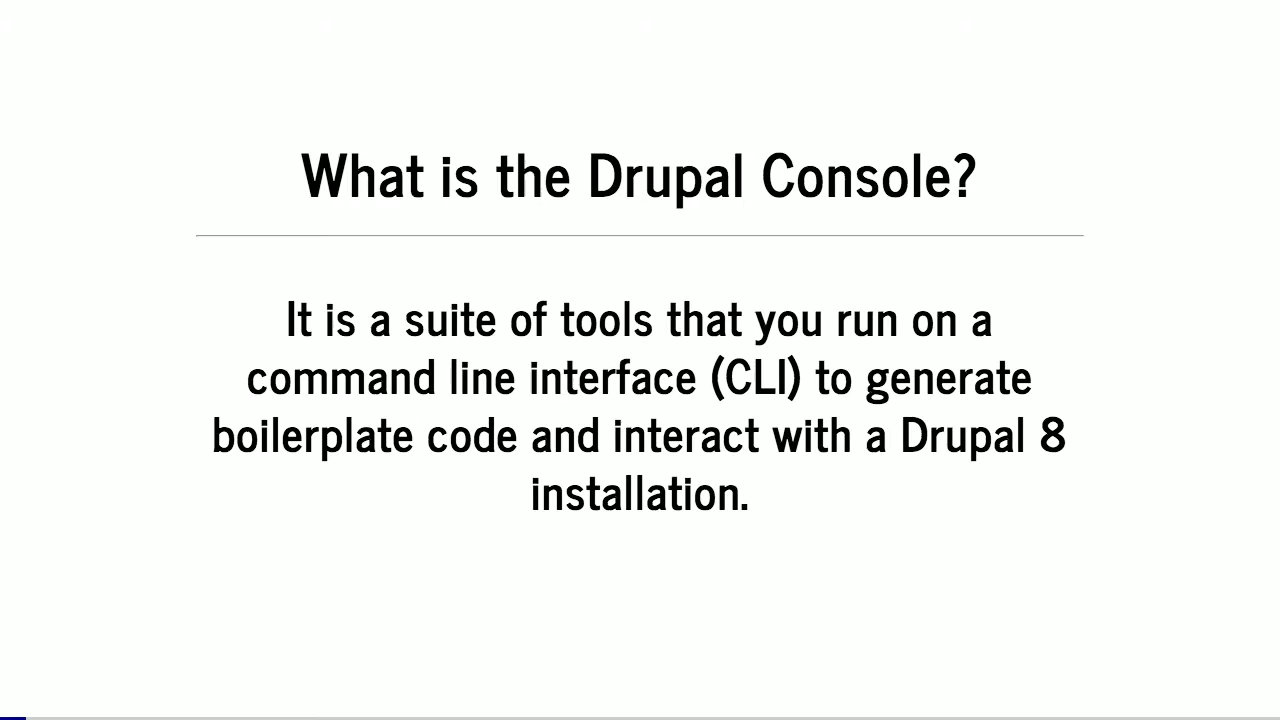 What is the Drupal Console?
It is a suite of tools that you run on a
command line interface (CLI) to generate
boilerplate code and interact with a Drupal 8
installation.